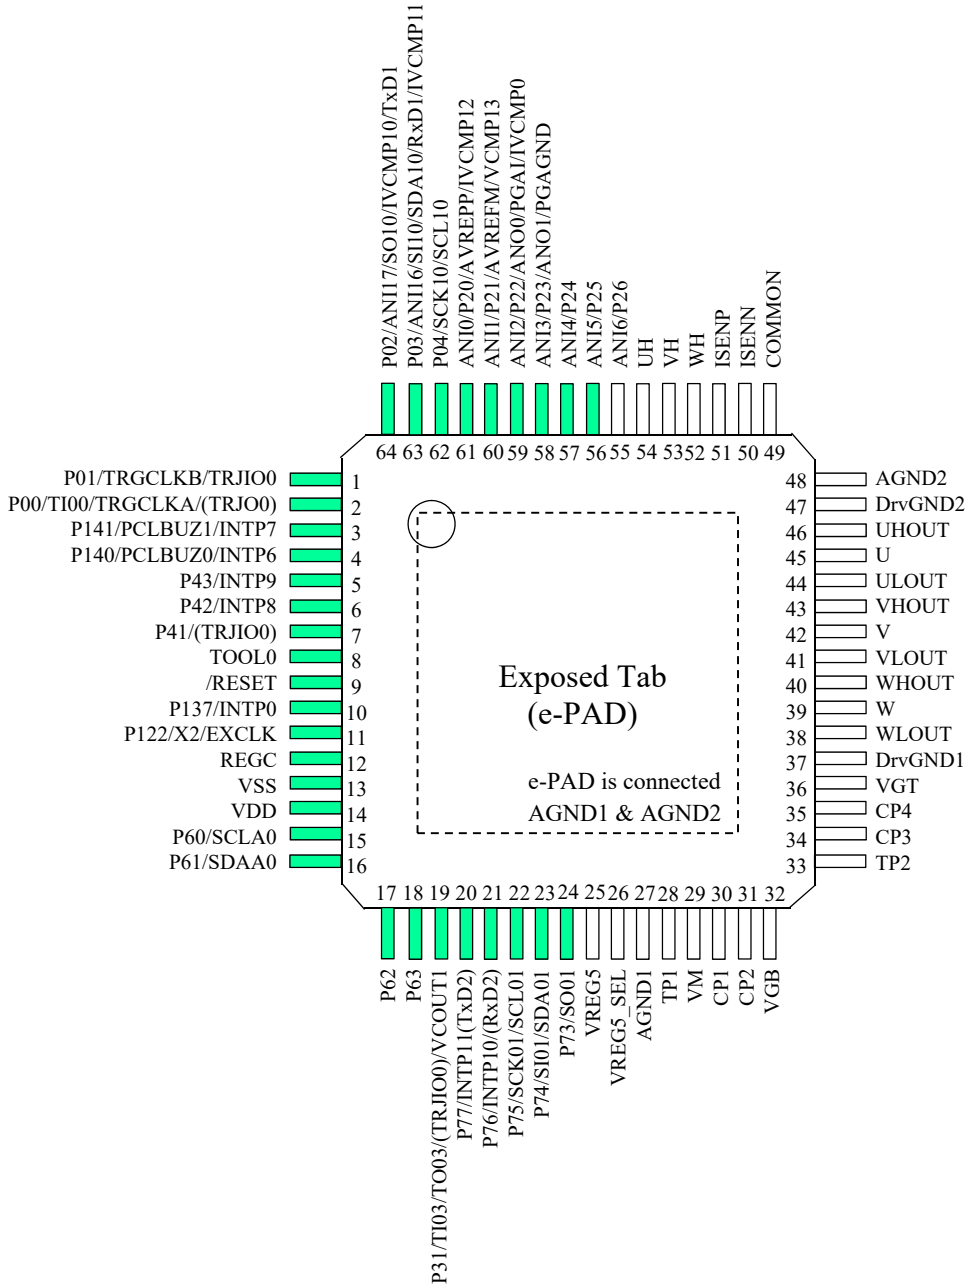 P02/ANI17/SO10/IVCMP10/TxD1
P03/ANI16/SI10/SDA10/RxD1/IVCMP11
P04/SCK10/SCL10
ANI0/P20/AVREPP/IVCMP12
ANI1/P21/AVREFM/VCMP13
ANI2/P22/ANO0/PGAI/IVCMP0
ANI3/P23/ANO1/PGAGND
ANI4/P24
ANI5/P25
ANI6/P26
UH
VH
WH
ISENP
ISENN
COMMON
64 63 62 61 60 59 58 57 56 55 54 53 52 51 50 49
P01/TRGCLKB/TRJIO0 1
P00/TI00/TRGCLKA/(TRJO0) 2
P141/PCLBUZ1/INTP7 3
P140/PCLBUZ0/INTP6 4
P43/INTP9 5
P42/INTP8 6
P41/(TRJIO0) 7
TOOL0 8
/RESET 9
P137/INTP0 10
P122/X2/EXCLK 11
REGC 12
VSS 13
VDD 14
P60/SCLA0 15
P61/SDAA0 16
Exposed Tab
(e-PAD)
e-PAD is connected
AGND1 & AGND2
48 AGND2
47 DrvGND2
46 UHOUT
45 U
44 ULOUT
43 VHOUT
42 V
41 VLOUT
40 WHOUT
39 W
38 WLOUT
37 DrvGND1
36 VGT
35 CP4
34 CP3
33 TP2
17 18 19 20 21 22 23 24 25 26 27 28 29 30 31 32
P62
P63
P31/TI03/TO03/(TRJIO0)/VCOUT1
P77/INTP11(TxD2)
P76/INTP10/(RxD2)
P75/SCK01/SCL01
P74/SI01/SDA01
P73/SO01
VREG5
VREG5_SEL
AGND1
TP1
VM
CP1
CP2
VGB